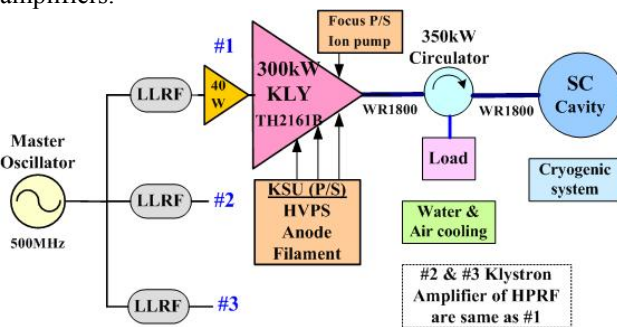 amplifiers.
#1
LLRF
40
W
300kW
KLY
TH2161B
Focus P/S
Ion pump
350kW
Circulator
WR1800
WR1800
SC
Cavity
Load
Master
Oscillator
500MHz
LLRF
#2
LLRF
#3
KSU (P/S)
HVPS
Anode
Filament
Water &
Air cooling
Cryogenic
system
#2 & #3 Klystron
Amplifier of HPRF
are same as #1